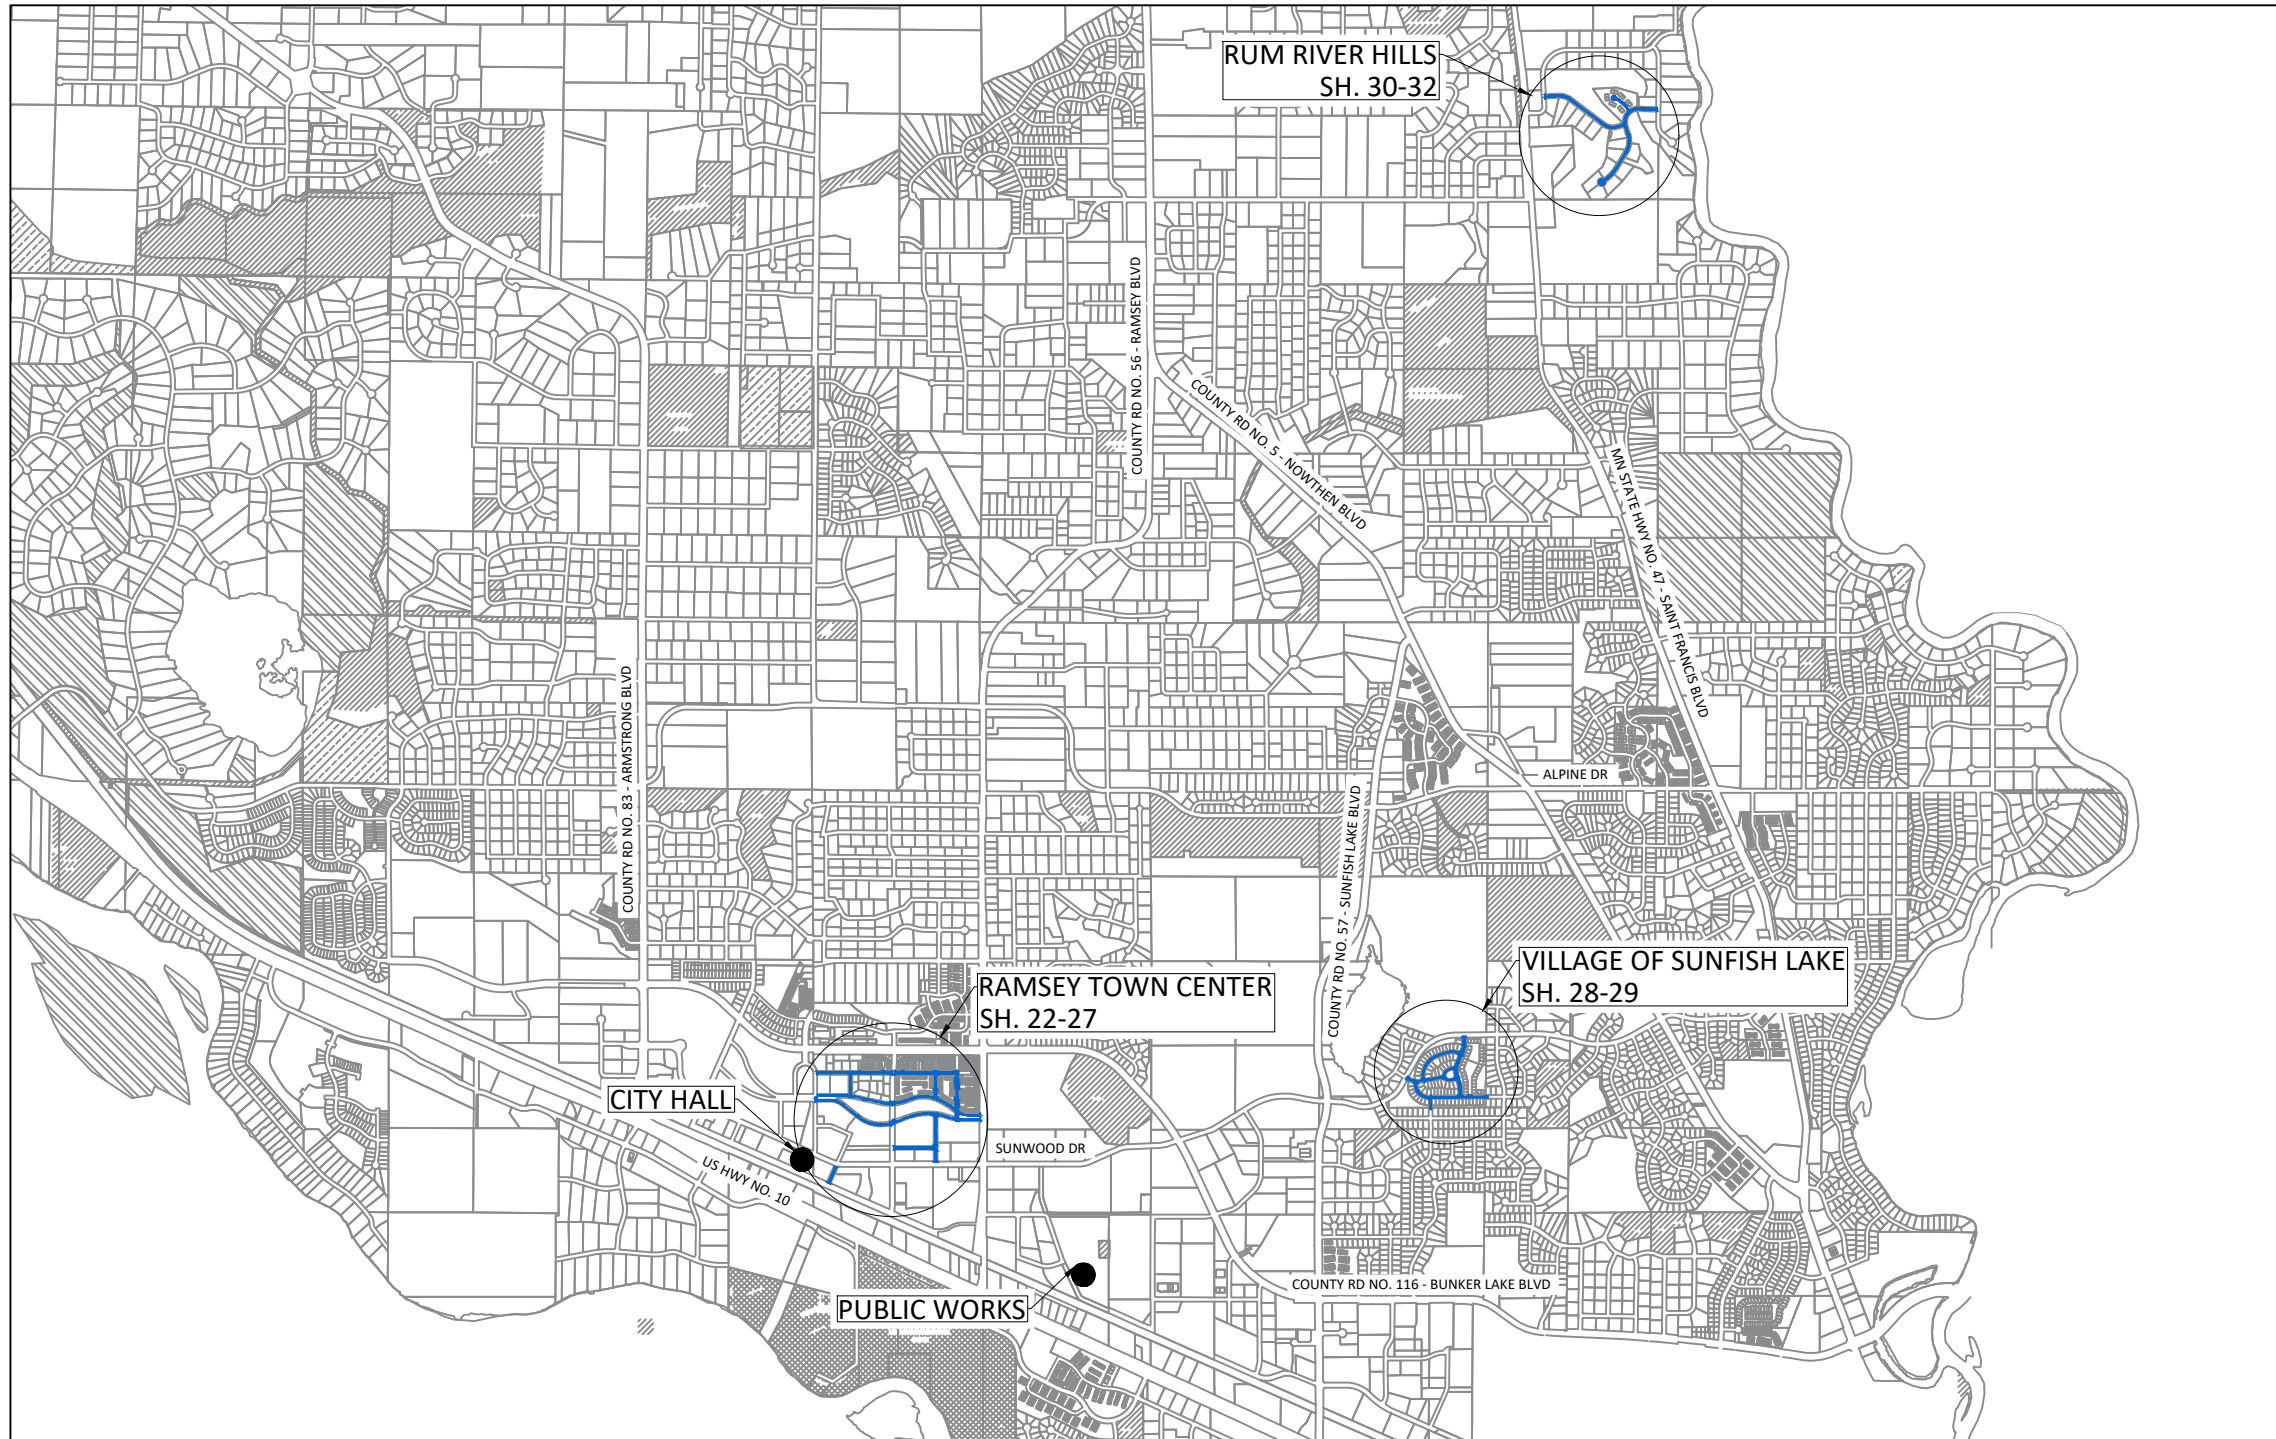 RUM RIVER HILLS
SH. 30-32
COUNTY RD NO. 56 - RAMSEY BLVD
COUNTY RD NO. 5 - NOWTHEN BLVD
MN STATE HWY NO. 47 - SAINT FRANCIS BLVD
COUNTY RD NO. 83 - ARMSTRONG BLVD
ALPINE DR
COUNTY RD NO. 57 - SUNFISH LAKE BLVD
VILLAGE OF SUNFISH LAKE
SH. 28-29
RAMSEY TOWN CENTER
SH. 22-27
CITY HALL
SUNWOOD DR
US HWY NO. 10
COUNTY RD NO. 116 - BUNKER LAKE BLVD
PUBLIC WORKS